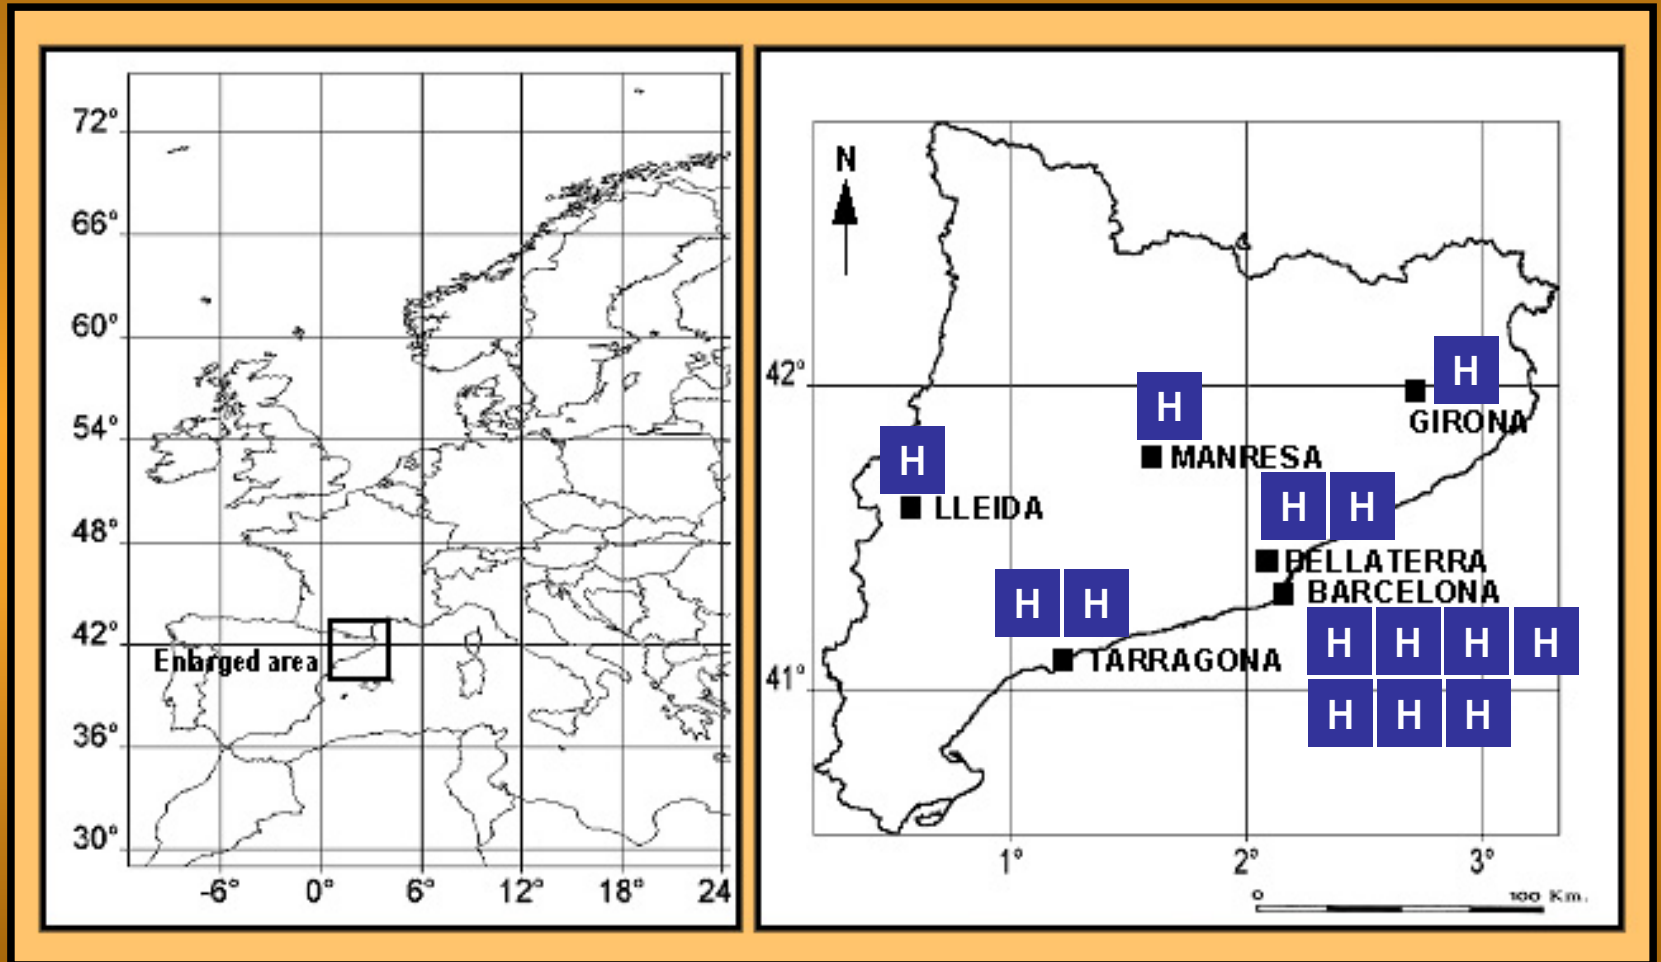 72°
66°
60°
54°
48°
42°
Enlarged area
36°
30°
-6° 0° 6° 12° 18° 24
N
42°
H
GIRONA
H
MANRESA
H
LLEIDA
H H
BELLATERRA
BARCELONA
H H
TARRAGONA
H H H H
H H H
41°
1° 2° 3°
0 100 Km.